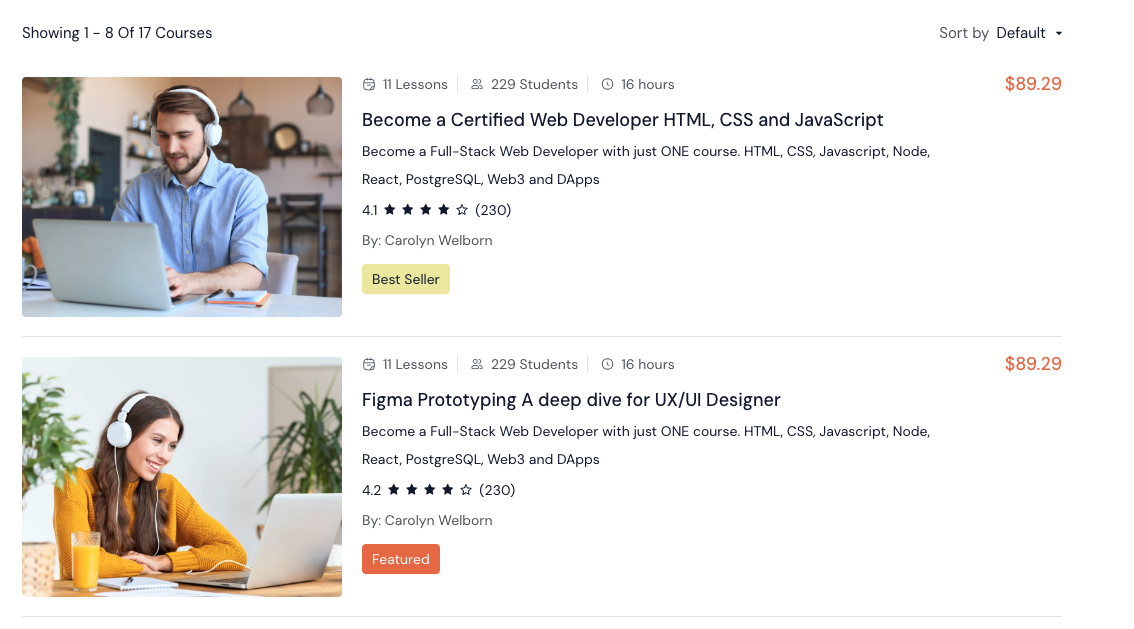 Showing 1 - 8 Of 17 Courses
Sort by Default
11 Lessons 229 Students 16 hours $89.29
Become a Certified Web Developer HTML, CSS and JavaScript
Become a Full-Stack Web Developer with just ONE course. HTML, CSS, Javascript, Node,
React, PostgreSQL, Web3 and DApps
4.1 (230)
By: Carolyn Welborn
Best Seller
11 Lessons 229 Students 16 hours $89.29
Figma Prototyping A deep dive for UX/UI Designer
Become a Full-Stack Web Developer with just ONE course. HTML, CSS, Javascript, Node,
React, PostgreSQL, Web3 and DApps
4.2 (230)
By: Carolyn Welborn
Featured